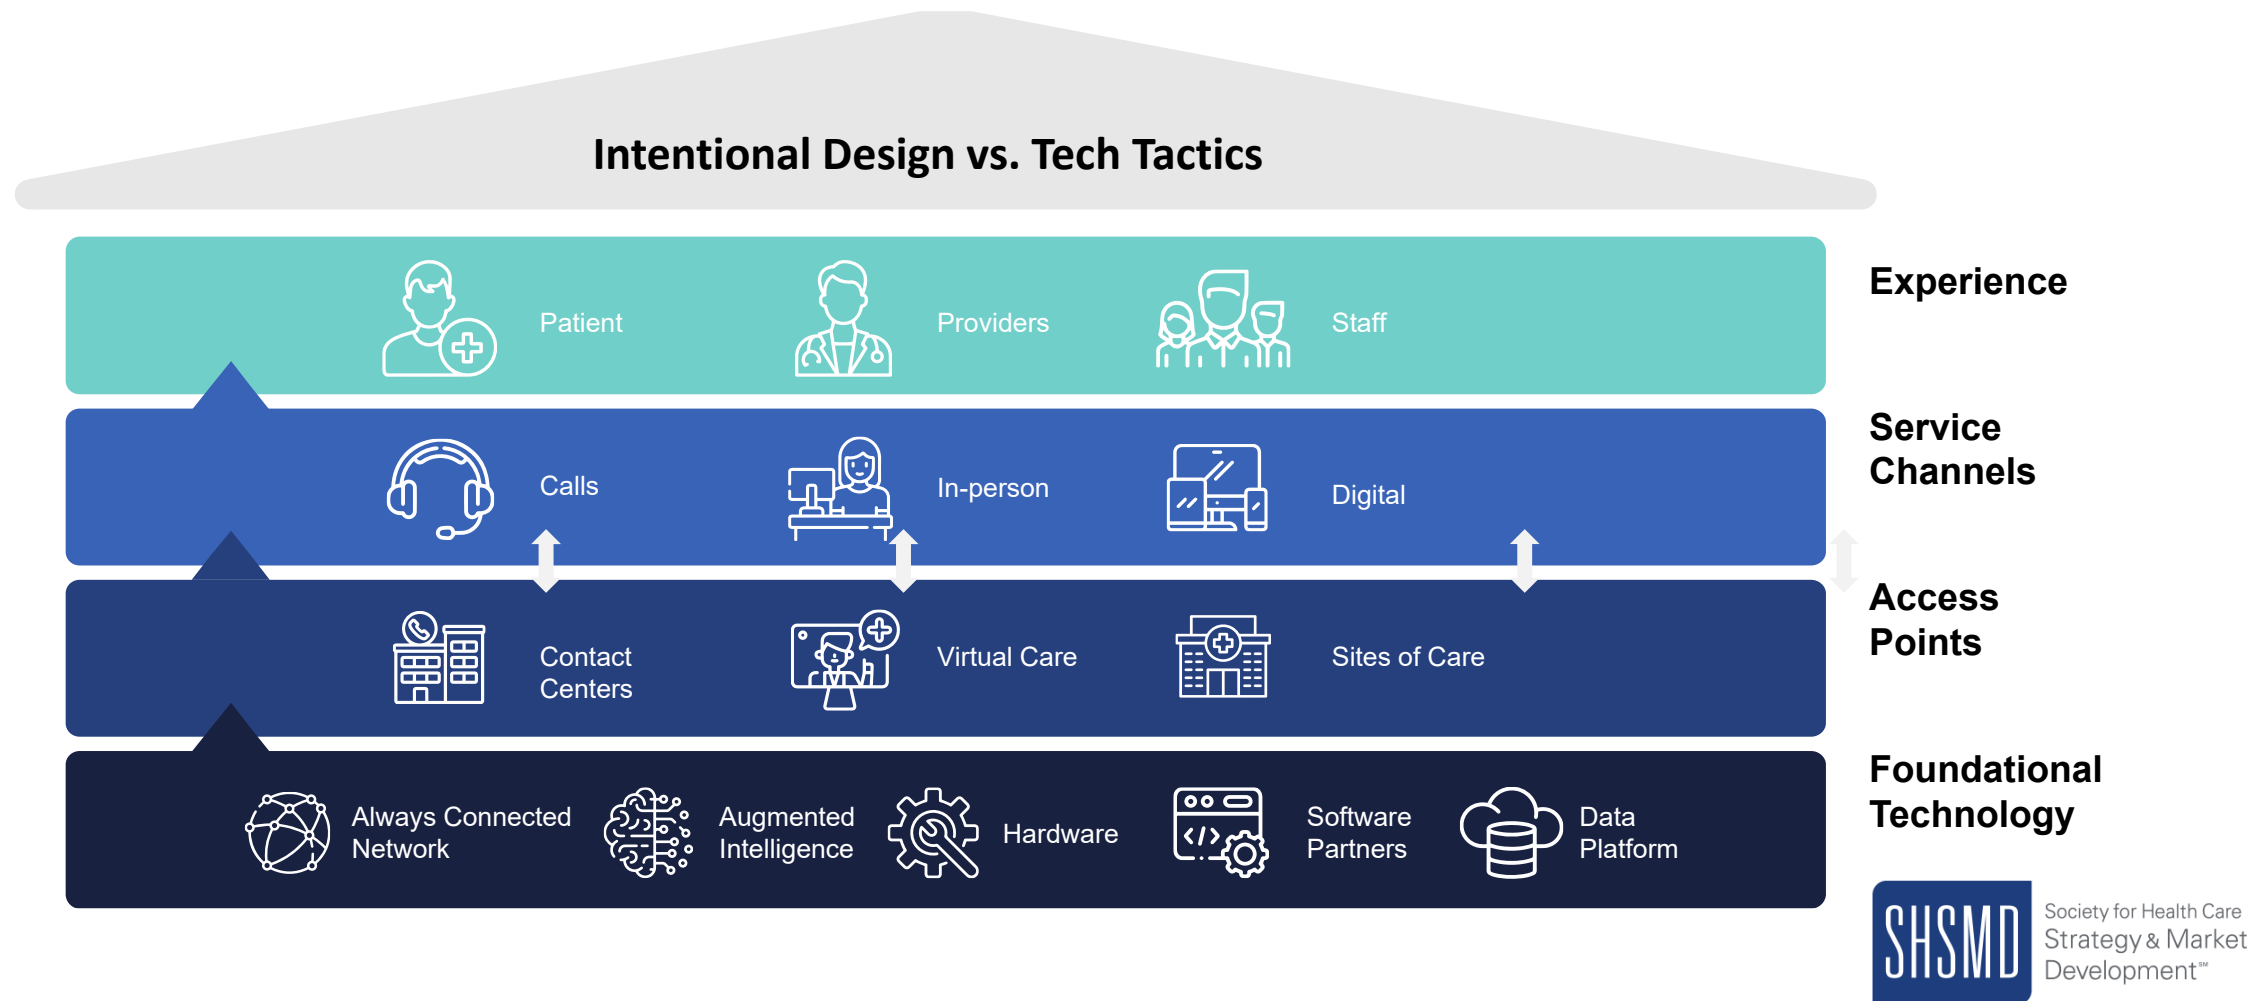 Intentional Design vs. Tech Tactics
Patient
Providers
Staff
Experience
Calls
In-person
Digital
Service
Channels
Contact
Centers
Virtual Care
Sites of Care
Access
Points
Always Connected
Network
Augmented
Intelligence
Hardware
Software
Partners
Data
Platform
Foundational
Technology
SHSMD
Society for Health Care
Strategy & Market
Development℠